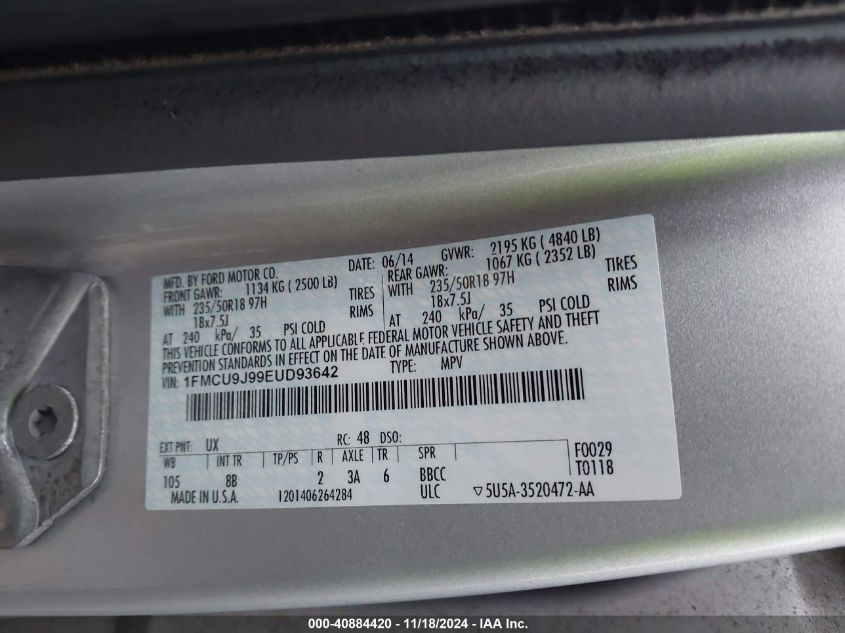 MFD. BY FORD MOTOR CO. DATE: 06/14 GVWR: 2195 KG ( 4840 LB)
FRONT GAWR: 1134 KG ( 2500 LB) REAR GAWR: 1067 KG ( 2352 LB)
WITH 235/50R18 97H TIRES WITH 235/50R18 97H TIRES
18x7.5J RIMS 18x7.5J RIMS
AT 240 kPa/ 35 PSI COLD AT 240 kPa/ 35 PSI COLD
THIS VEHICLE CONFORMS TO ALL APPLICABLE FEDERAL MOTOR VEHICLE SAFETY AND THEFT
PREVENTION STANDARDS IN EFFECT ON THE DATE OF MANUFACTURE SHOWN ABOVE.
VIN: 1FMCU9J99EUD93642 TYPE: MPV
EXT PNT: UX RC: 48 DSO: F0029
WB INT TR TP/PS R AXLE TR SPR T0118
105 8B 2 3A 6 BBCC
MADE IN U.S.A. 1201406264284 ULC ▽5U5A-3520472-AA
000-40884420 - 11/18/2024 - IAA Inc.